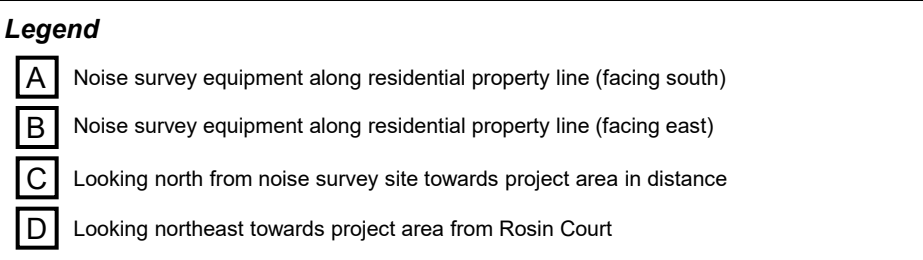 Legend
A Noise survey equipment along residential property line (facing south)
B Noise survey equipment along residential property line (facing east)
C Looking north from noise survey site towards project area in distance
D Looking northeast towards project area from Rosin Court